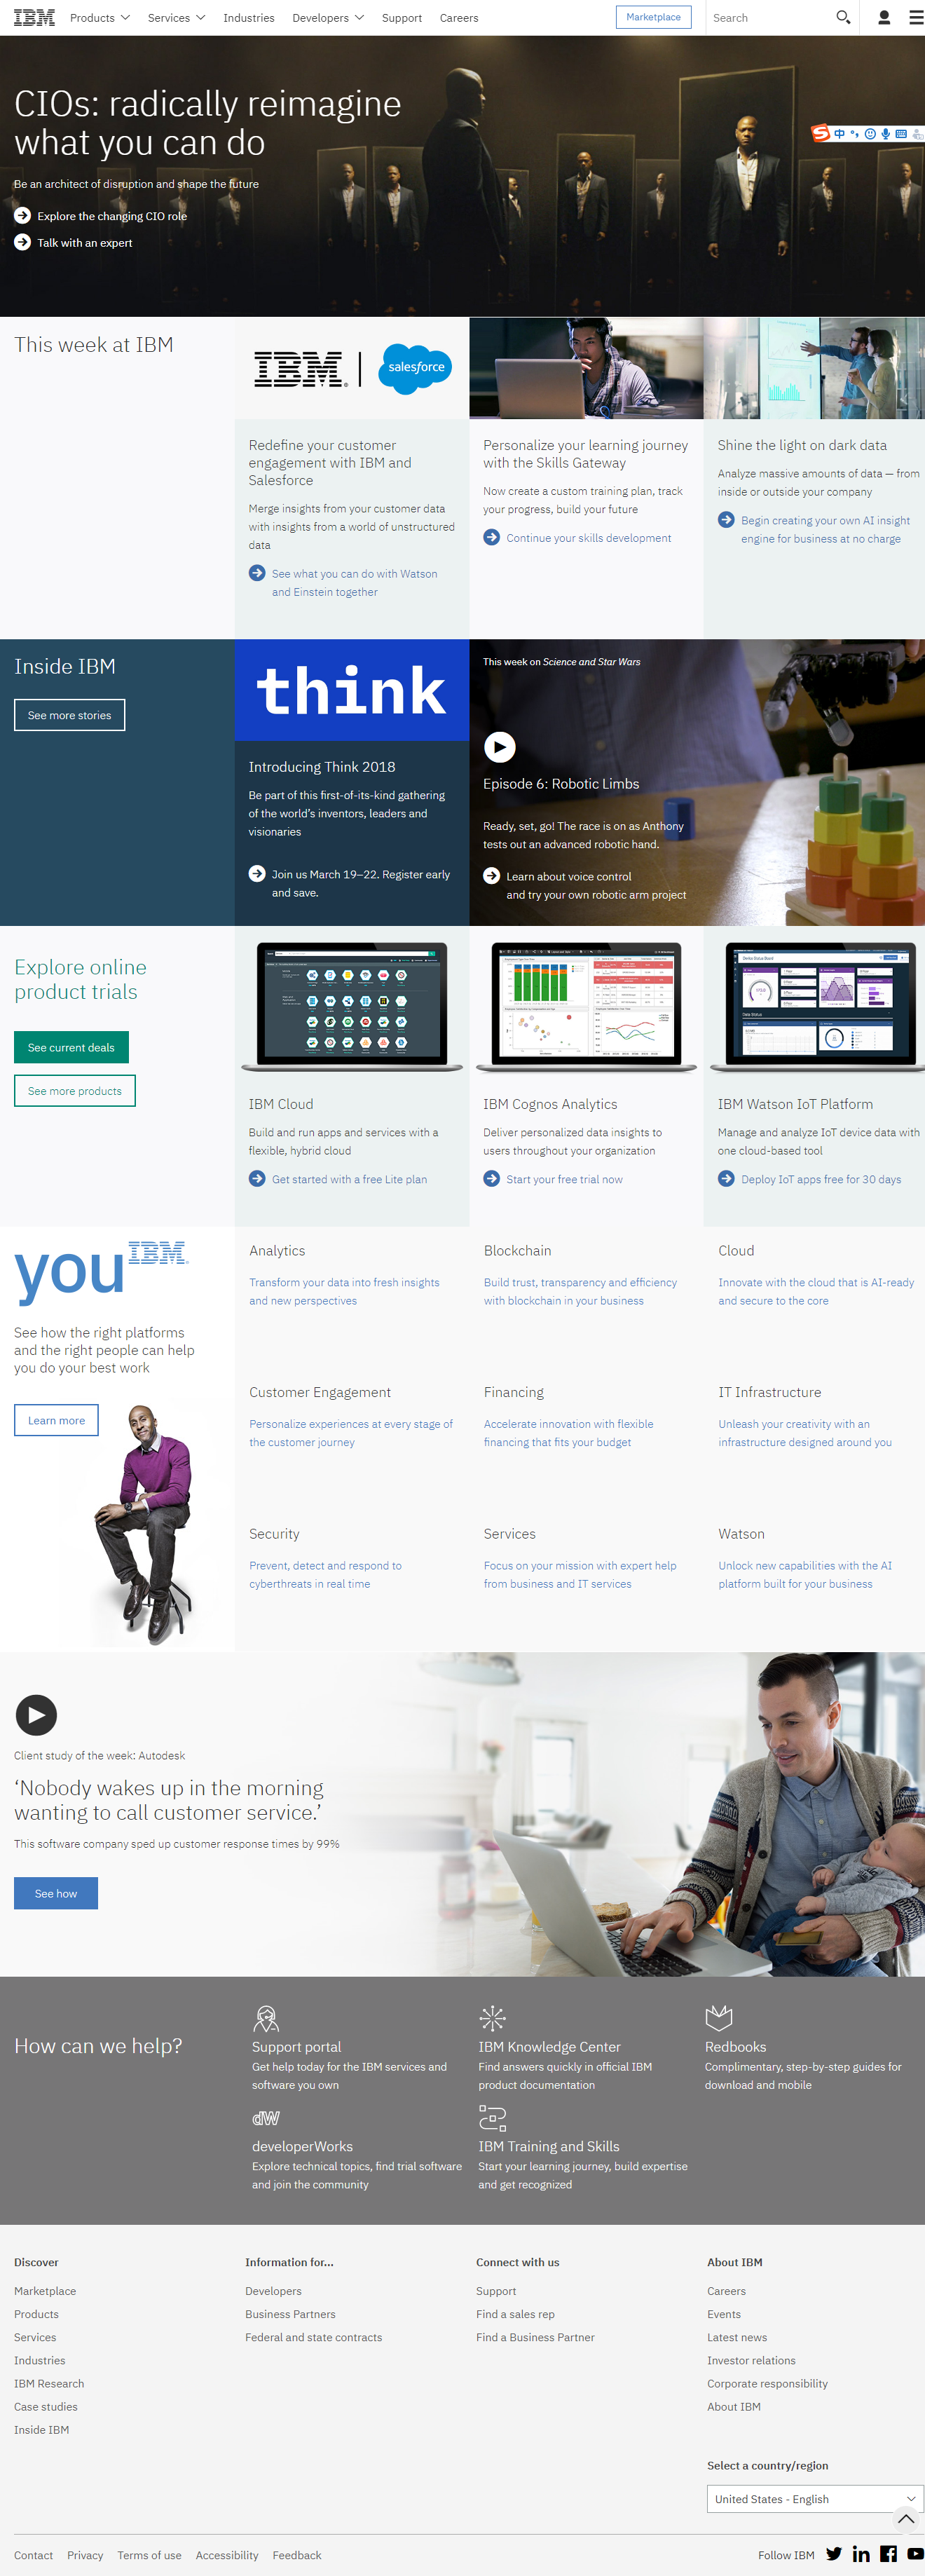 IBM Products Services Industries Developers Support Careers Marketplace Search
CIOs: radically reimagine
what you can do
中
Be an architect of disruption and shape the future
Explore the changing CIO role
Talk with an expert
This week at IBM
IBM salesforce
Redefine your customer
engagement with IBM and
Salesforce
Merge insights from your customer data
with insights from a world of unstructured
data
See what you can do with Watson
and Einstein together
Personalize your learning journey
with the Skills Gateway
Now create a custom training plan, track
your progress, build your future
Continue your skills development
Shine the light on dark data
Analyze massive amounts of data — from
inside or outside your company
Begin creating your own AI insight
engine for business at no charge
Inside IBM
See more stories
think
Introducing Think 2018
Be part of this first-of-its-kind gathering
of the world’s inventors, leaders and
visionaries
Join us March 19–22. Register early
and save.
This week on Science and Star Wars
Episode 6: Robotic Limbs
Ready, set, go! The race is on as Anthony
tests out an advanced robotic hand.
Learn about voice control
and try your own robotic arm project
Explore online
product trials
See current deals
See more products
IBM Cloud
Build and run apps and services with a
flexible, hybrid cloud
Get started with a free Lite plan
IBM Cognos Analytics
Deliver personalized data insights to
users throughout your organization
Start your free trial now
IBM Watson IoT Platform
Manage and analyze IoT device data with
one cloud-based tool
Deploy IoT apps free for 30 days
you IBM
See how the right platforms
and the right people can help
you do your best work
Learn more
Analytics
Transform your data into fresh insights
and new perspectives
Blockchain
Build trust, transparency and efficiency
with blockchain in your business
Cloud
Innovate with the cloud that is AI-ready
and secure to the core
Customer Engagement
Personalize experiences at every stage of
the customer journey
Financing
Accelerate innovation with flexible
financing that fits your budget
IT Infrastructure
Unleash your creativity with an
infrastructure designed around you
Security
Prevent, detect and respond to
cyberthreats in real time
Services
Focus on your mission with expert help
from business and IT services
Watson
Unlock new capabilities with the AI
platform built for your business
Client study of the week: Autodesk
‘Nobody wakes up in the morning
wanting to call customer service.’
This software company sped up customer response times by 99%
See how
How can we help?
Support portal
Get help today for the IBM services and
software you own
IBM Knowledge Center
Find answers quickly in official IBM
product documentation
Redbooks
Complimentary, step-by-step guides for
download and mobile
dW
developerWorks
Explore technical topics, find trial software
and join the community
IBM Training and Skills
Start your learning journey, build expertise
and get recognized
Discover
Marketplace
Products
Services
Industries
IBM Research
Case studies
Inside IBM
Information for...
Developers
Business Partners
Federal and state contracts
Connect with us
Support
Find a sales rep
Find a Business Partner
About IBM
Careers
Events
Latest news
Investor relations
Corporate responsibility
About IBM
Select a country/region
United States - English
Contact Privacy Terms of use Accessibility Feedback Follow IBM